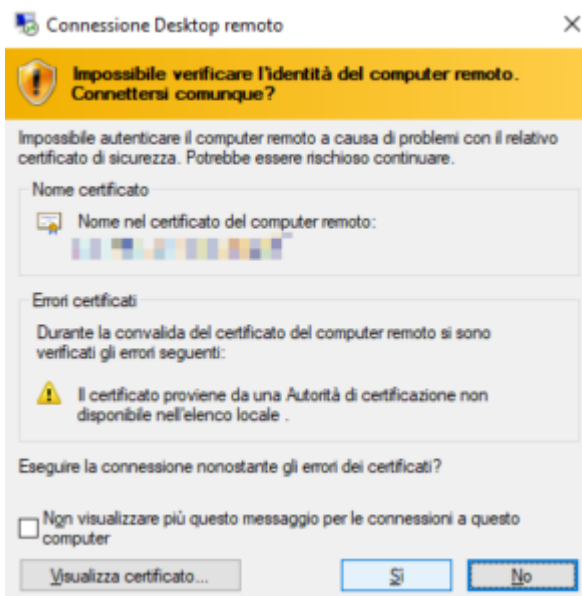 Connessione Desktop remoto
Impossibile verificare l'identità del computer remoto.
Connettersi comunque?
Impossibile autenticare il computer remoto a causa di problemi con il relativo
certificato di sicurezza. Potrebbe essere rischioso continuare.
Nome certificato
Nome nel certificato del computer remoto:
Errori certificati
Durante la convalida del certificato del computer remoto si sono
verificati gli errori seguenti:
Il certificato proviene da una Autorità di certificazione non
disponibile nell'elenco locale .
Eseguire la connessione nonostante gli errori dei certificati?
Non visualizzare più questo messaggio per le connessioni a questo
computer
Visualizza certificato... Sì No